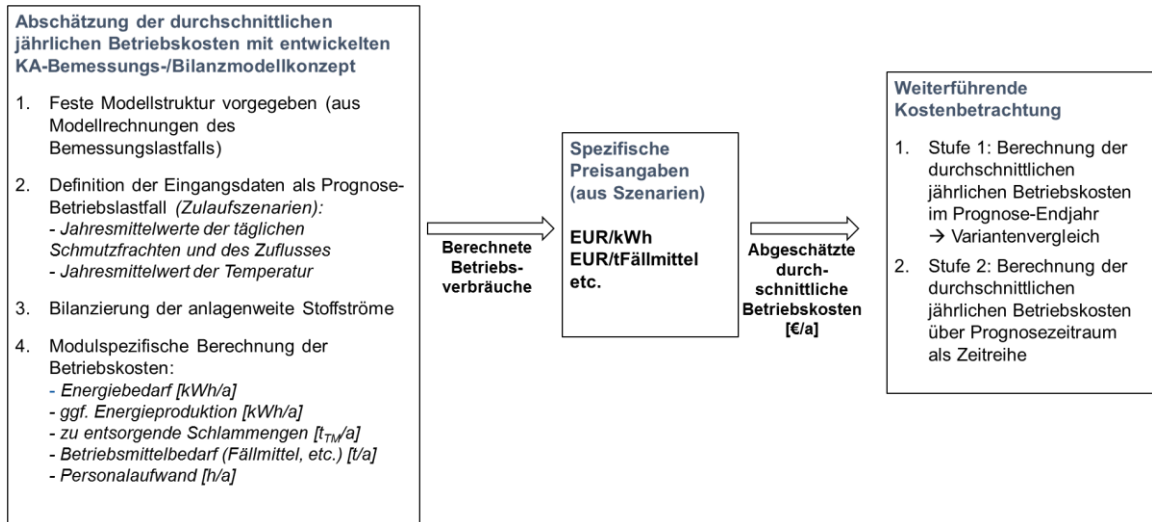 Abschätzung der durchschnittlichen
jährlichen Betriebskosten mit entwickelten
KA-Bemessungs-/Bilanzmodellkonzept
1. Feste Modellstruktur vorgegeben (aus
Modellrechnungen des
Bemessungslastfalls)
2. Definition der Eingangsdaten als Prognose-
Betriebslastfall (Zulaufszenarien):
- Jahresmittelwerte der täglichen
Schmutzfrachten und des Zuflusses
- Jahresmittelwert der Temperatur
3. Bilanzierung der anlagenweite Stoffströme
4. Modulspezifische Berechnung der
Betriebskosten:
- Energiebedarf [kWh/a]
- ggf. Energieproduktion [kWh/a]
- zu entsorgende Schlammengen [tTM/a]
- Betriebsmittelbedarf (Fällmittel, etc.) [t/a]
- Personalaufwand [h/a]
Berechnete
Betriebs-
verbräuche
Spezifische
Preisangaben
(aus Szenarien)
EUR/kWh
EUR/tFällmittel
etc.
Abgeschätzte
durch-
schnittliche
Betriebskosten
[€/a]
Weiterführende
Kostenbetrachtung
1. Stufe 1: Berechnung der
durchschnittlichen
jährlichen Betriebskosten
im Prognose-Endjahr
→ Variantenvergleich
2. Stufe 2: Berechnung der
durchschnittlichen
jährlichen Betriebskosten
über Prognosezeitraum
als Zeitreihe